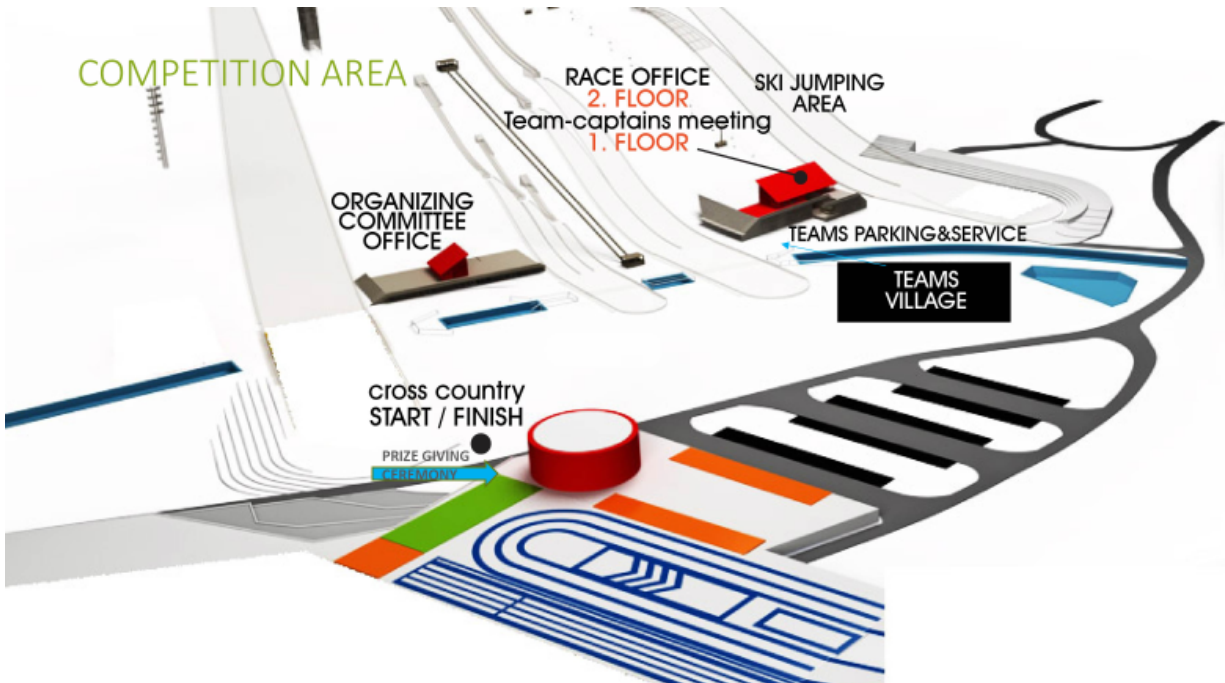 COMPETITION AREA
RACE OFFICE
2. FLOOR
Team-captains meeting
1. FLOOR
SKI JUMPING
AREA
ORGANIZING
COMMITTEE
OFFICE
TEAMS PARKING&SERVICE
TEAMS
VILLAGE
cross country
START / FINISH
PRIZE GIVING
CEREMONY